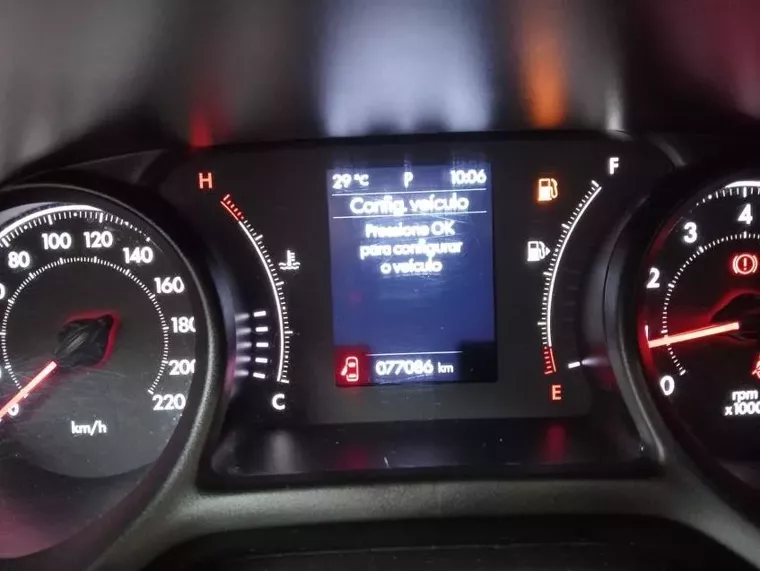 29 °C P 10:06
Config. veículo
Pressione OK
para configurar
o veículo
077086 km
H
C
F
E
80 100 120 140 160 180 200 220
km/h
0 2 3 4
rpm
x1000